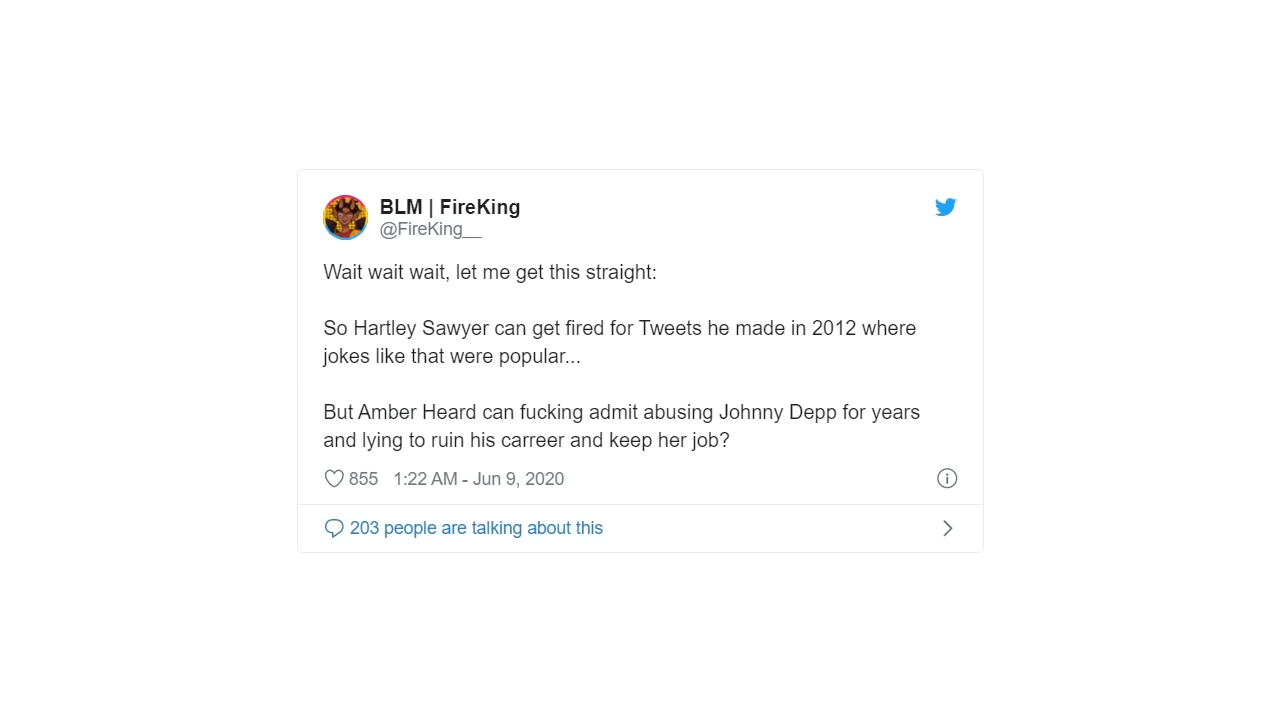 BLM | FireKing
@FireKing__
Wait wait wait, let me get this straight:
So Hartley Sawyer can get fired for Tweets he made in 2012 where
jokes like that were popular...
But Amber Heard can fucking admit abusing Johnny Depp for years
and lying to ruin his carreer and keep her job?
855 1:22 AM - Jun 9, 2020
203 people are talking about this